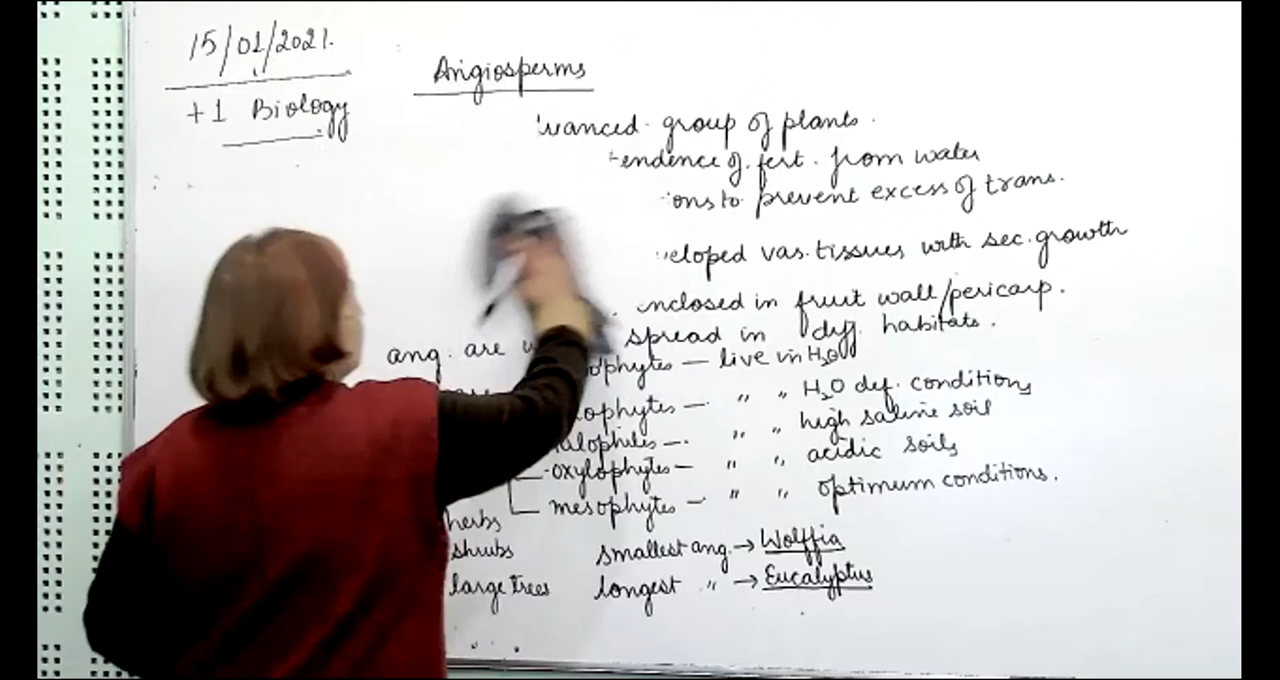 15/01/2021.
+1 Biology
Angiosperms
vanced group of plants.
endence of fert. from water
ons to prevent excess of trans.
eloped vas. tissues with sec. growth
nclosed in fruit wall/pericarp.
ang. are w spread in diff. habitats.
ophytes — live in H₂O
ophytes — " " H₂O def. conditions
alophiles — " " high saline soil
oxylophytes — " " acidic soils
mesophytes — " " optimum conditions.
herbs
shrubs smallest ang. → Wolffia
large trees longest " → Eucalyptus